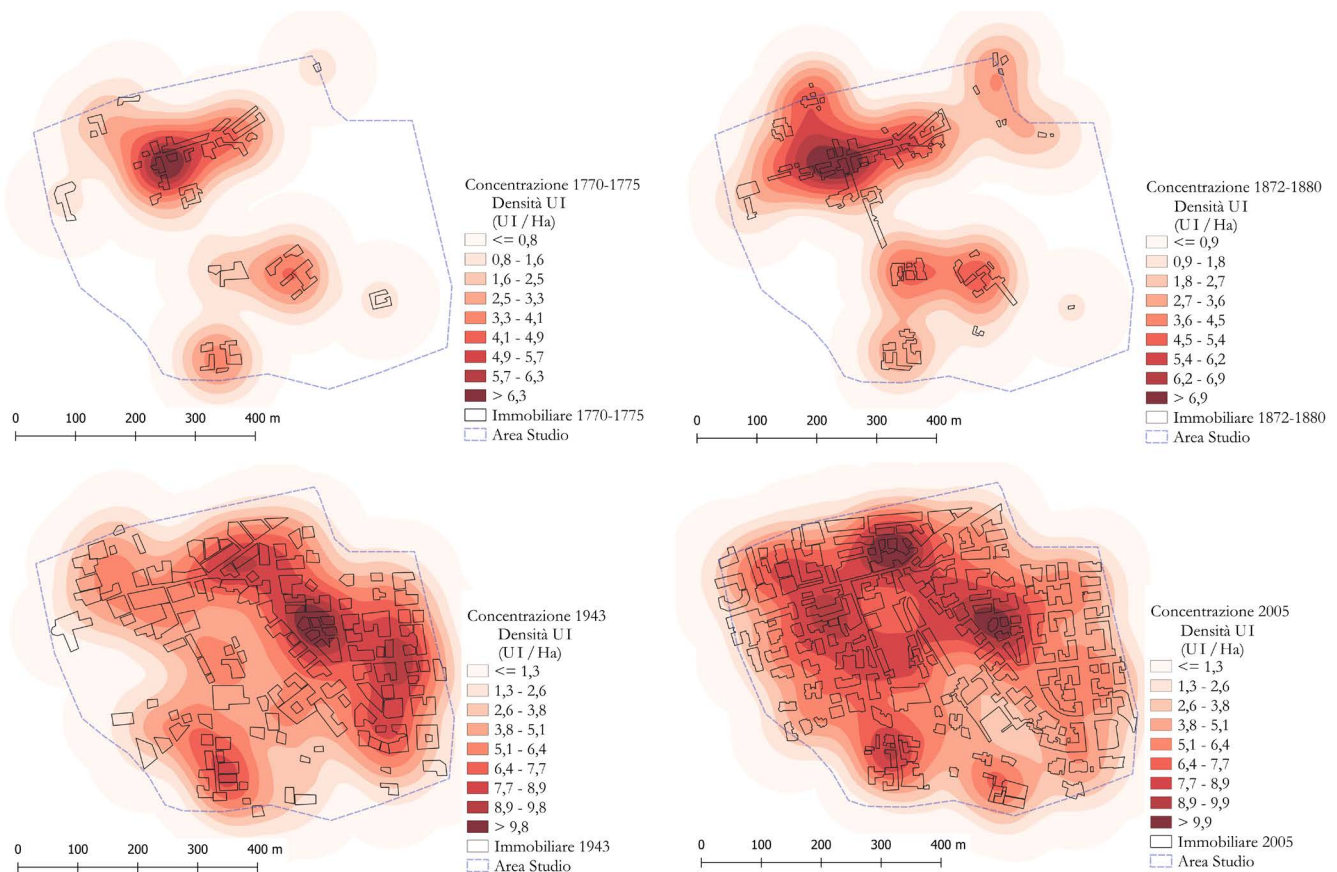 Concentrazione 1770-1775
Densità UI
(UI / Ha)
<= 0,8
0,8 - 1,6
1,6 - 2,5
2,5 - 3,3
3,3 - 4,1
4,1 - 4,9
4,9 - 5,7
5,7 - 6,3
> 6,3
Immobiliare 1770-1775
Area Studio
0 100 200 300 400 m
Concentrazione 1872-1880
Densità UI
(UI / Ha)
<= 0,9
0,9 - 1,8
1,8 - 2,7
2,7 - 3,6
3,6 - 4,5
4,5 - 5,4
5,4 - 6,2
6,2 - 6,9
> 6,9
Immobiliare 1872-1880
Area Studio
0 100 200 300 400 m
Concentrazione 1943
Densità UI
(UI / Ha)
<= 1,3
1,3 - 2,6
2,6 - 3,8
3,8 - 5,1
5,1 - 6,4
6,4 - 7,7
7,7 - 8,9
8,9 - 9,8
> 9,8
Immobiliare 1943
Area Studio
0 100 200 300 400 m
Concentrazione 2005
Densità UI
(UI / Ha)
<= 1,3
1,3 - 2,6
2,6 - 3,8
3,8 - 5,1
5,1 - 6,4
6,4 - 7,7
7,7 - 8,9
8,9 - 9,9
> 9,9
Immobiliare 2005
Area Studio
0 100 200 300 400 m